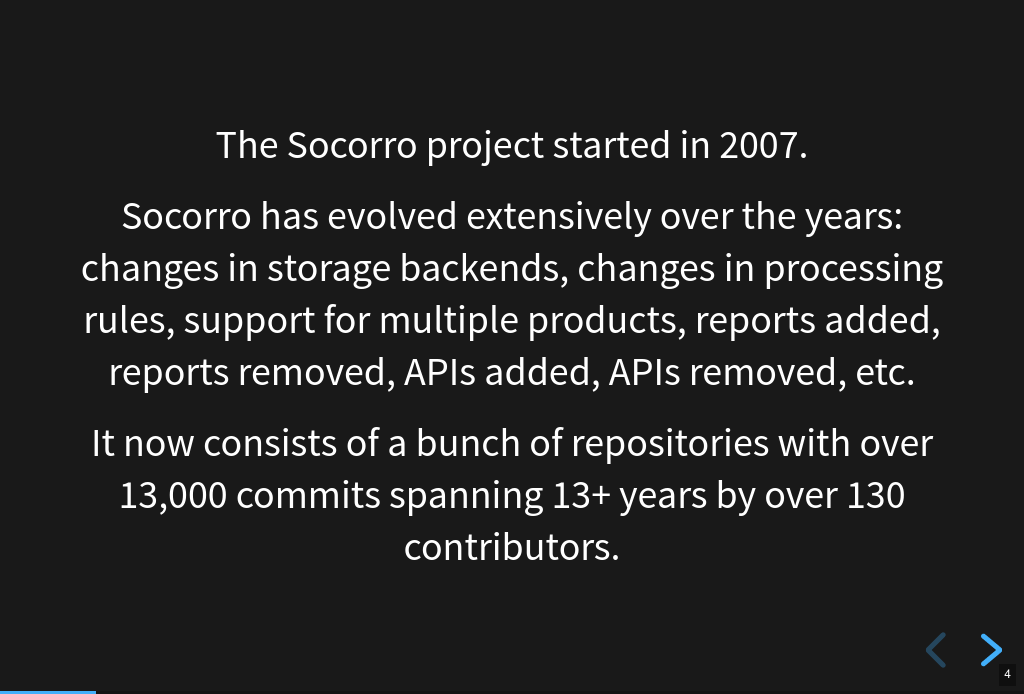 The Socorro project started in 2007.
Socorro has evolved extensively over the years:
changes in storage backends, changes in processing
rules, support for multiple products, reports added,
reports removed, APIs added, APIs removed, etc.
It now consists of a bunch of repositories with over
13,000 commits spanning 13+ years by over 130
contributors.
4